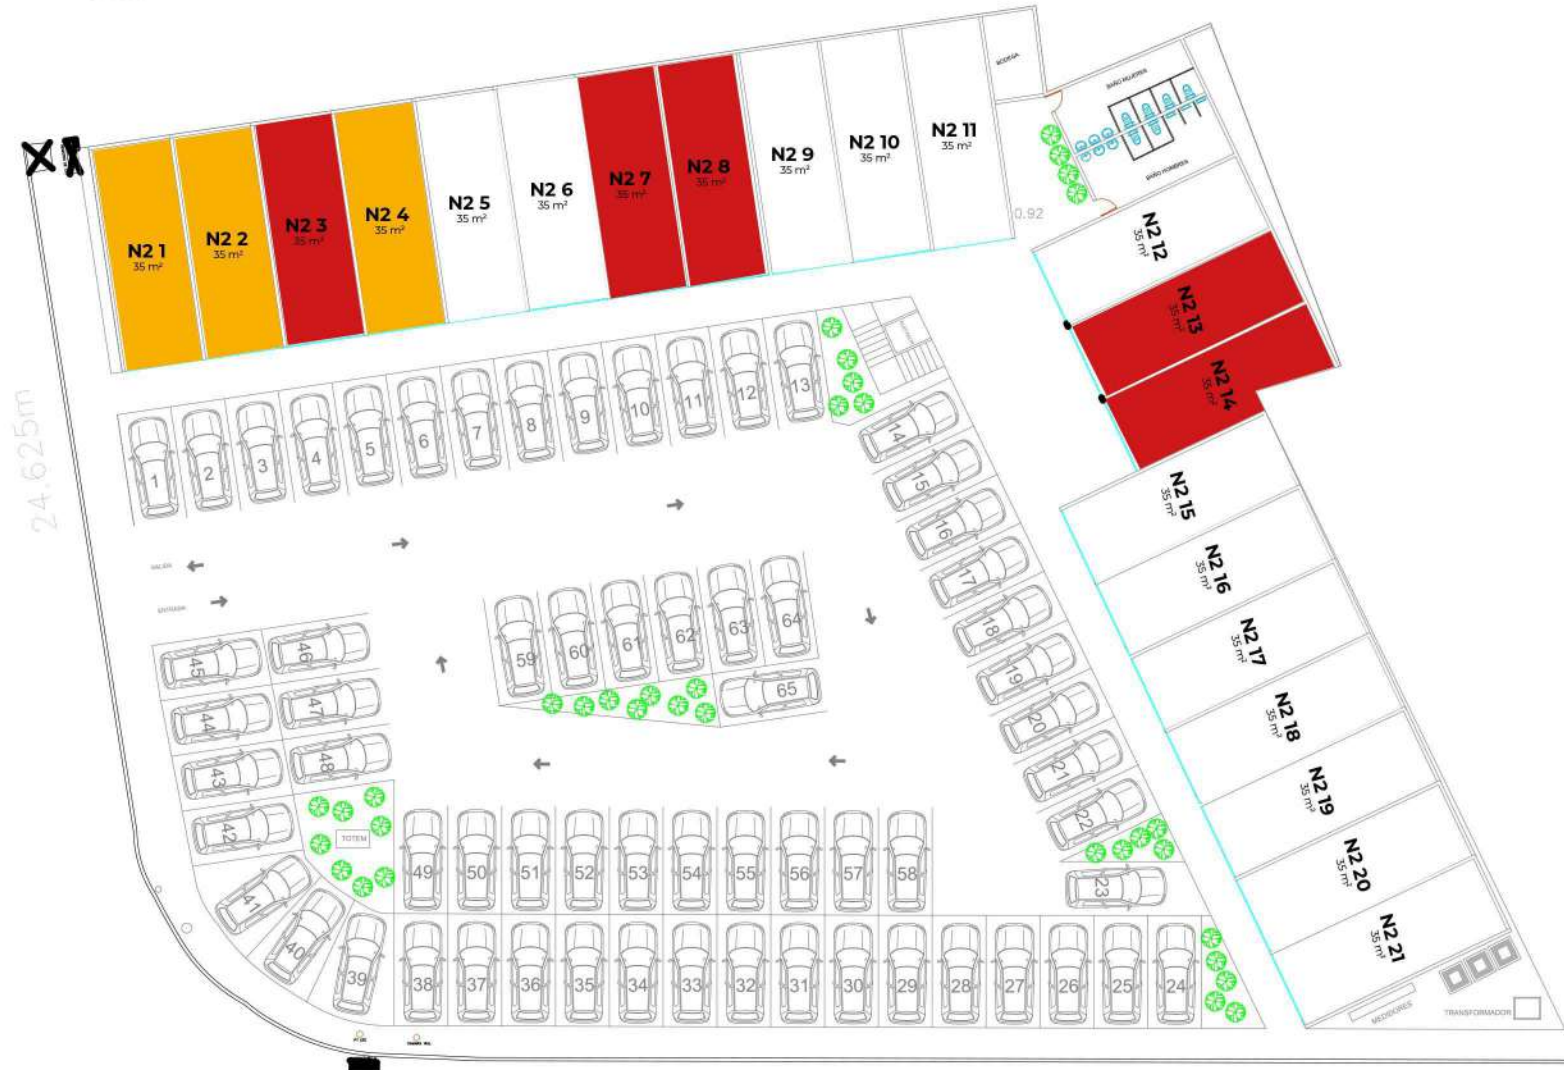 N2 1
35 m²
N2 2
35 m²
N2 3
35 m²
N2 4
35 m²
N2 5
35 m²
N2 6
35 m²
N2 7
35 m²
N2 8
35 m²
N2 9
35 m²
N2 10
35 m²
N2 11
35 m²
BODEGA
BAÑO MUJERES
BAÑO HOMBRES
0.92
N2 12
35 m²
N2 13
35 m²
N2 14
35 m²
N2 15
35 m²
N2 16
35 m²
N2 17
35 m²
N2 18
35 m²
N2 19
35 m²
N2 20
35 m²
N2 21
35 m²
24.625m
1
2
3
4
5
6
7
8
9
10
11
12
13
14
15
16
17
18
19
20
21
22
23
SALIDA
ENTRADA
59
60
61
62
63
64
65
45
46
44
47
43
48
42
TOTEM
41
40
39
49
50
51
52
53
54
55
56
57
58
38
37
36
35
34
33
32
31
30
29
28
27
26
25
24
MEDIDORES
TRANSFORMADOR